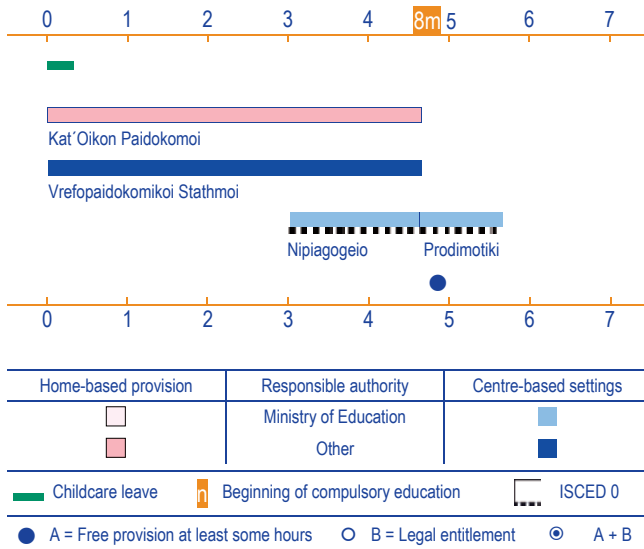 0 1 2 3 4 8m 5 6 7
Kat´Oikon Paidokomoi
Vrefopaidokomikoi Stathmoi
Nipiagogeio Prodimotiki
0 1 2 3 4 5 6 7
Home-based provision Responsible authority Centre-based settings
Ministry of Education
Other
Childcare leave n Beginning of compulsory education ISCED 0
A = Free provision at least some hours B = Legal entitlement A + B